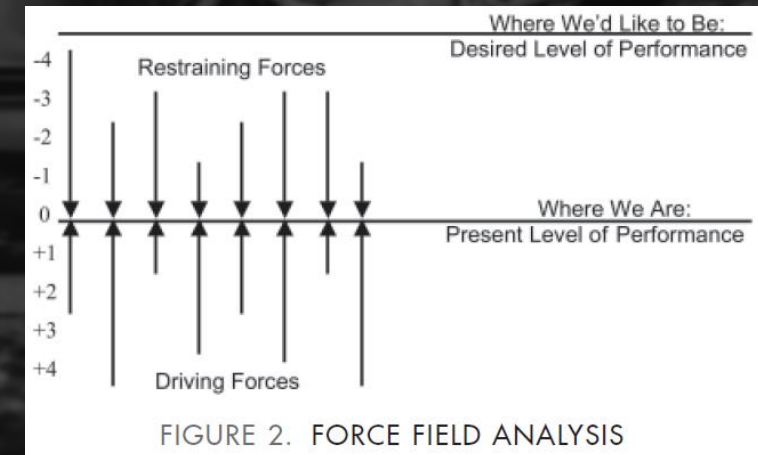 Where We'd Like to Be:
Desired Level of Performance
-4
Restraining Forces
-3
-2
-1
0
Where We Are:
Present Level of Performance
+1
+2
+3
+4
Driving Forces
FIGURE 2. FORCE FIELD ANALYSIS